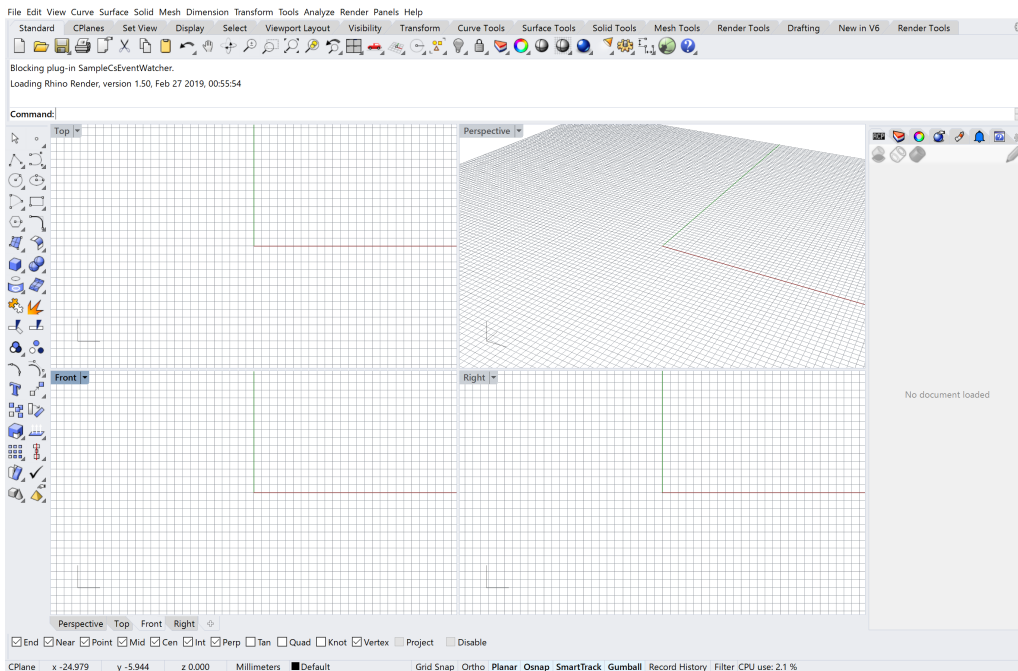 File Edit View Curve Surface Solid Mesh Dimension Transform Tools Analyze Render Panels Help
Standard CPlanes Set View Display Select Viewport Layout Visibility Transform Curve Tools Surface Tools Solid Tools Mesh Tools Render Tools Drafting New in V6 Render Tools
Blocking plug-in SampleCsEventWatcher.
Loading Rhino Render, version 1.50, Feb 27 2019, 00:55:54
Command:
Top
Perspective
No document loaded
Front
Right
Perspective Top Front Right
End Near Point Mid Cen Int Perp Tan Quad Knot Vertex Project Disable
CPlane x -24.979 y -5.944 z 0.000 Millimeters Default Grid Snap Ortho Planar Osnap SmartTrack Gumball Record History Filter CPU use: 2.1 %